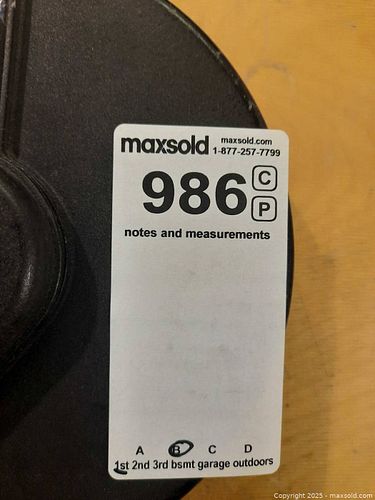 maxsold maxsold.com
1-877-257-7799
986 C
P
notes and measurements
A B C D
1st 2nd 3rd bsmt garage outdoors
Copyright 2025 - maxsold.com